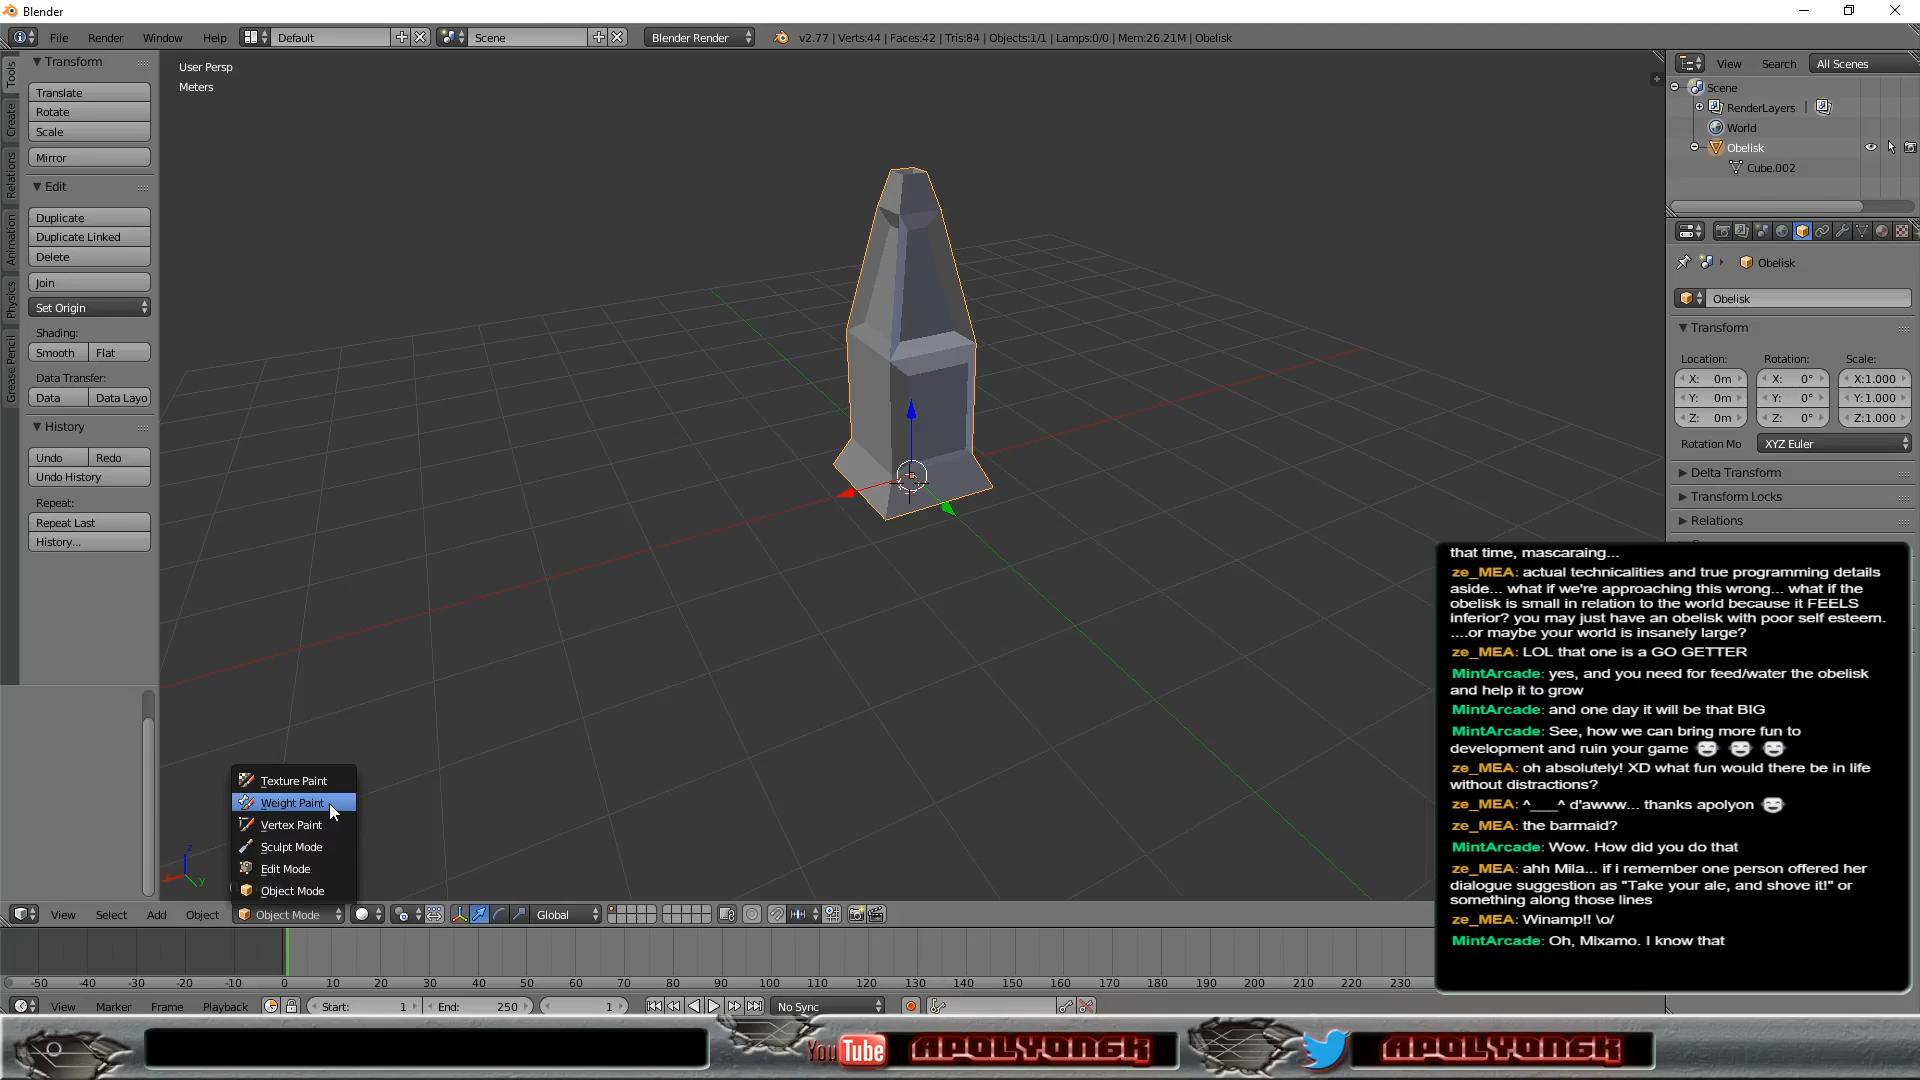 Blender
File Render Window Help Default Scene Blender Render v2.77 | Verts:44 | Faces:42 | Tris:84 | Objects:1/1 | Lamps:0/0 | Mem:26.21M | Obelisk
Tools
Create
Relations
Animation
Physics
Grease Pencil
Transform
Translate
Rotate
Scale
Mirror
Edit
Duplicate
Duplicate Linked
Delete
Join
Set Origin
Shading:
Smooth Flat
Data Transfer:
Data Data Layo
History
Undo Redo
Undo History
Repeat:
Repeat Last
History...
User Persp
Meters
z
y
Texture Paint
Weight Paint
Vertex Paint
Sculpt Mode
Edit Mode
Object Mode
View Select Add Object Object Mode Global
View Search All Scenes
Scene
RenderLayers |
World
Obelisk
Cube.002
Obelisk
Obelisk
Transform
Location: Rotation: Scale:
X: 0m X: 0° X:1.000
Y: 0m Y: 0° Y:1.000
Z: 0m Z: 0° Z:1.000
Rotation Mo XYZ Euler
Delta Transform
Transform Locks
Relations
that time, mascaraing...
ze_MEA: actual technicalities and true programming details
aside... what if we're approaching this wrong... what if the
obelisk is small in relation to the world because it FEELS
inferior? you may just have an obelisk with poor self esteem.
....or maybe your world is insanely large?
ze_MEA: LOL that one is a GO GETTER
MintArcade: yes, and you need for feed/water the obelisk
and help it to grow
MintArcade: and one day it will be that BIG
MintArcade: See, how we can bring more fun to
development and ruin your game
ze_MEA: oh absolutely! XD what fun would there be in life
without distractions?
ze_MEA: ^___^ d'awww... thanks apolyon
ze_MEA: the barmaid?
MintArcade: Wow. How did you do that
ze_MEA: ahh Mila... if i remember one person offered her
dialogue suggestion as "Take your ale, and shove it!" or
something along those lines
ze_MEA: Winamp!! \o/
MintArcade: Oh, Mixamo. I know that
-50 -40 -30 -20 -10 0 10 20 30 40 50 60 70 80 90 100 110 120 130 140 150 160 170 180 190 200 210 220 230
View Marker Frame Playback Start: 1 End: 250 1 No Sync
YouTube APOLYONGK APOLYONGK